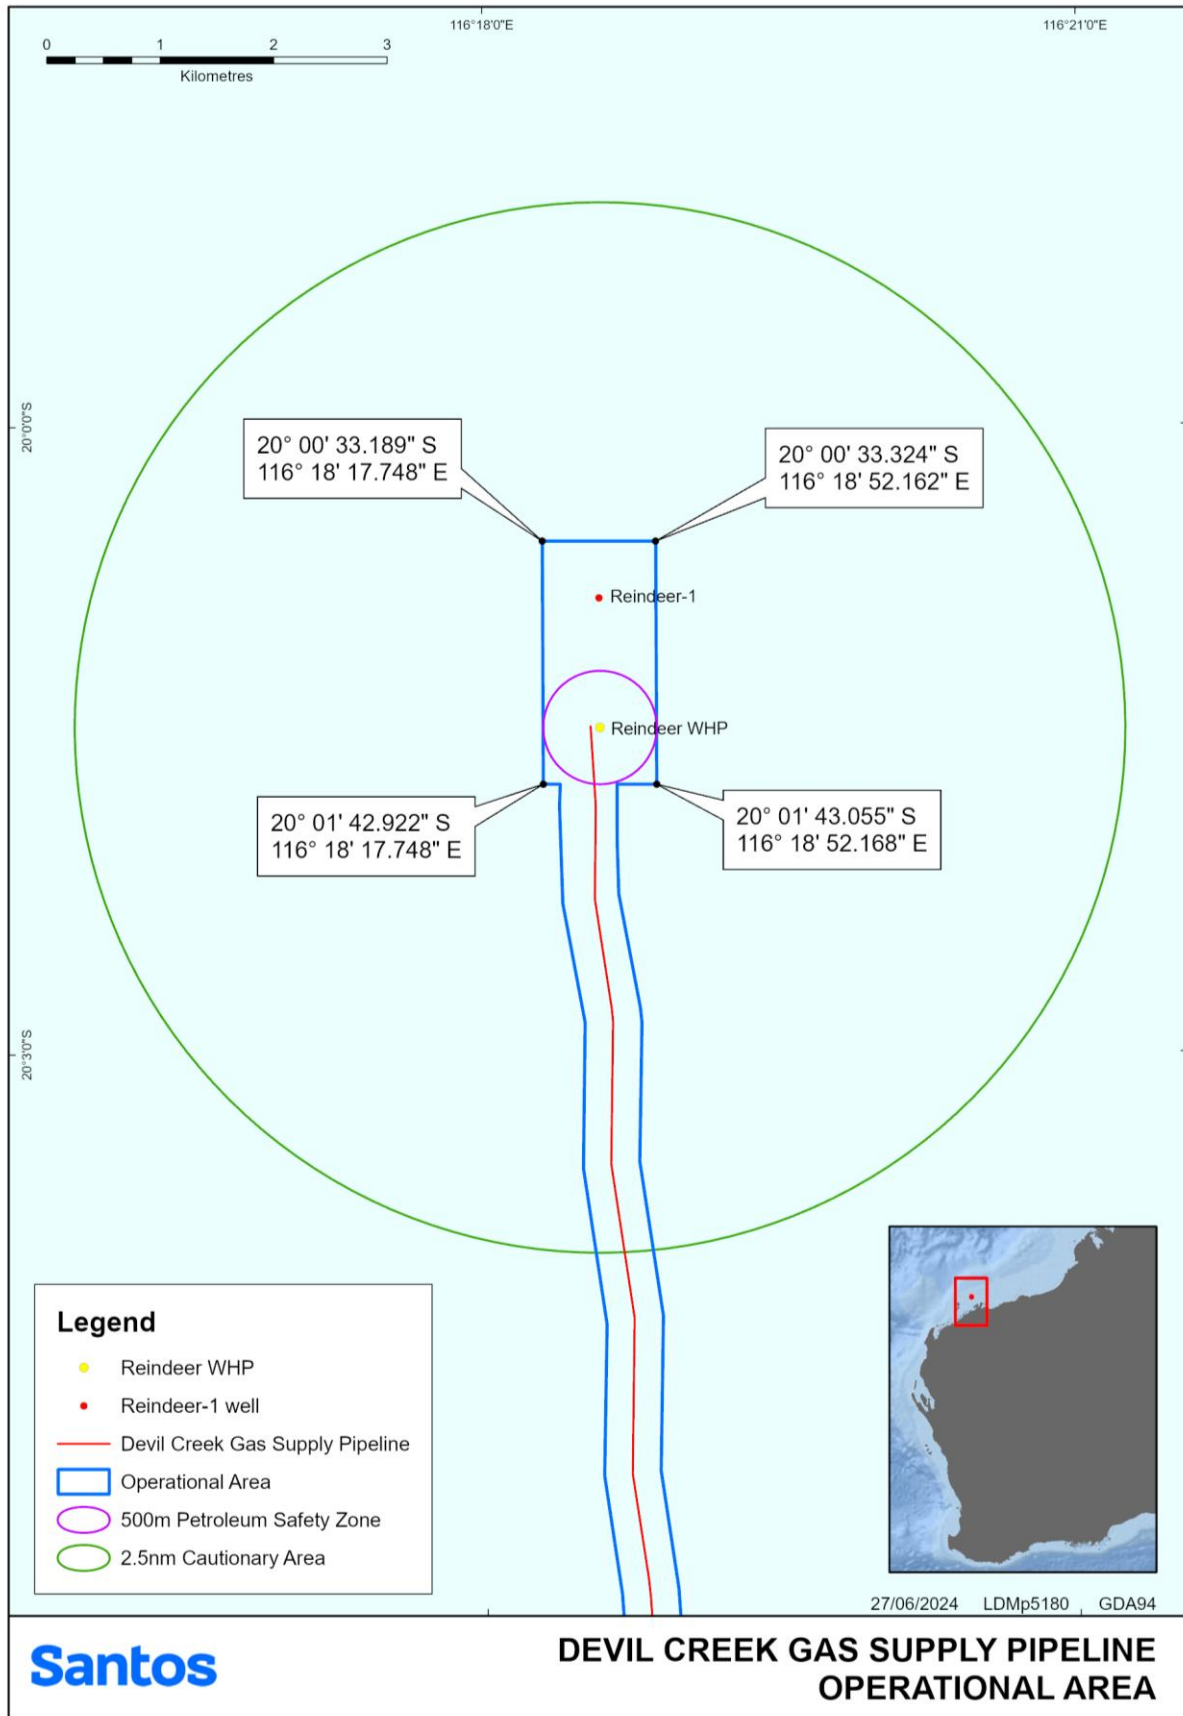 116°18'0"E
116°21'0"E
0 1 2 3
Kilometres
20°0'0"S
20° 00' 33.189" S
116° 18' 17.748" E
20° 00' 33.324" S
116° 18' 52.162" E
Reindeer-1
Reindeer WHP
20° 01' 42.922" S
116° 18' 17.748" E
20° 01' 43.055" S
116° 18' 52.168" E
20°3'0"S
Legend
Reindeer WHP
Reindeer-1 well
Devil Creek Gas Supply Pipeline
Operational Area
500m Petroleum Safety Zone
2.5nm Cautionary Area
27/06/2024 LDMp5180 GDA94
Santos
DEVIL CREEK GAS SUPPLY PIPELINE
OPERATIONAL AREA